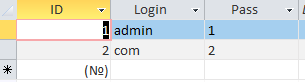 ID Login Pass
1 admin 1
2 com 2
(№)